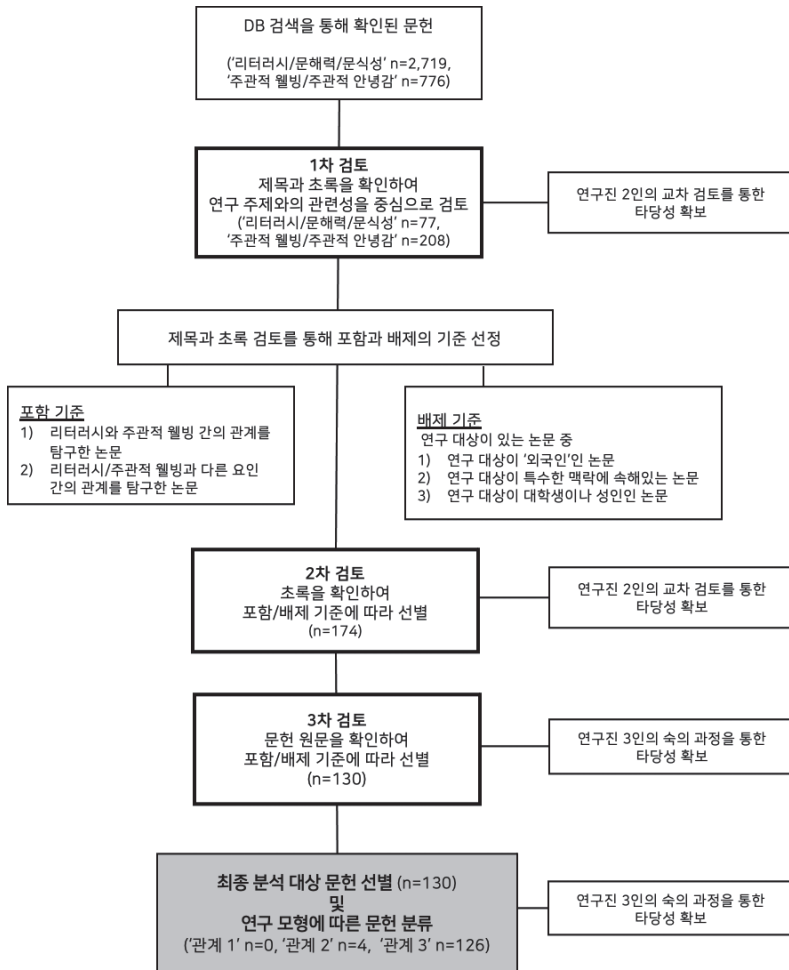 DB 검색을 통해 확인된 문헌
('리터러시/문해력/문식성' n=2,719,
'주관적 웰빙/주관적 안녕감' n=776)
1차 검토
제목과 초록을 확인하여
연구 주제와의 관련성을 중심으로 검토
('리터러시/문해력/문식성' n=77,
'주관적 웰빙/주관적 안녕감' n=208)
연구진 2인의 교차 검토를 통한
타당성 확보
제목과 초록 검토를 통해 포함과 배제의 기준 선정
포함 기준
1) 리터러시와 주관적 웰빙 간의 관계를
탐구한 논문
2) 리터러시/주관적 웰빙과 다른 요인
간의 관계를 탐구한 논문
배제 기준
연구 대상이 있는 논문 중
1) 연구 대상이 '외국인'인 논문
2) 연구 대상이 특수한 맥락에 속해있는 논문
3) 연구 대상이 대학생이나 성인인 논문
2차 검토
초록을 확인하여
포함/배제 기준에 따라 선별
(n=174)
연구진 2인의 교차 검토를 통한
타당성 확보
3차 검토
문헌 원문을 확인하여
포함/배제 기준에 따라 선별
(n=130)
연구진 3인의 숙의 과정을 통한
타당성 확보
최종 분석 대상 문헌 선별 (n=130)
및
연구 모형에 따른 문헌 분류
('관계 1' n=0, '관계 2' n=4, '관계 3' n=126)
연구진 3인의 숙의 과정을 통한
타당성 확보